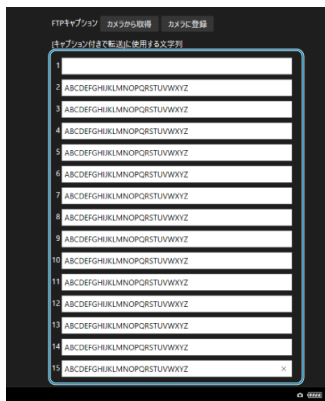 FTPキャプション カメラから取得 カメラに登録
[キャプション付きで転送]に使用する文字列
1
2 ABCDEFGHIJKLMNOPQRSTUVWXYZ
3 ABCDEFGHIJKLMNOPQRSTUVWXYZ
4 ABCDEFGHIJKLMNOPQRSTUVWXYZ
5 ABCDEFGHIJKLMNOPQRSTUVWXYZ
6 ABCDEFGHIJKLMNOPQRSTUVWXYZ
7 ABCDEFGHIJKLMNOPQRSTUVWXYZ
8 ABCDEFGHIJKLMNOPQRSTUVWXYZ
9 ABCDEFGHIJKLMNOPQRSTUVWXYZ
10 ABCDEFGHIJKLMNOPQRSTUVWXYZ
11 ABCDEFGHIJKLMNOPQRSTUVWXYZ
12 ABCDEFGHIJKLMNOPQRSTUVWXYZ
13 ABCDEFGHIJKLMNOPQRSTUVWXYZ
14 ABCDEFGHIJKLMNOPQRSTUVWXYZ
15 ABCDEFGHIJKLMNOPQRSTUVWXYZ